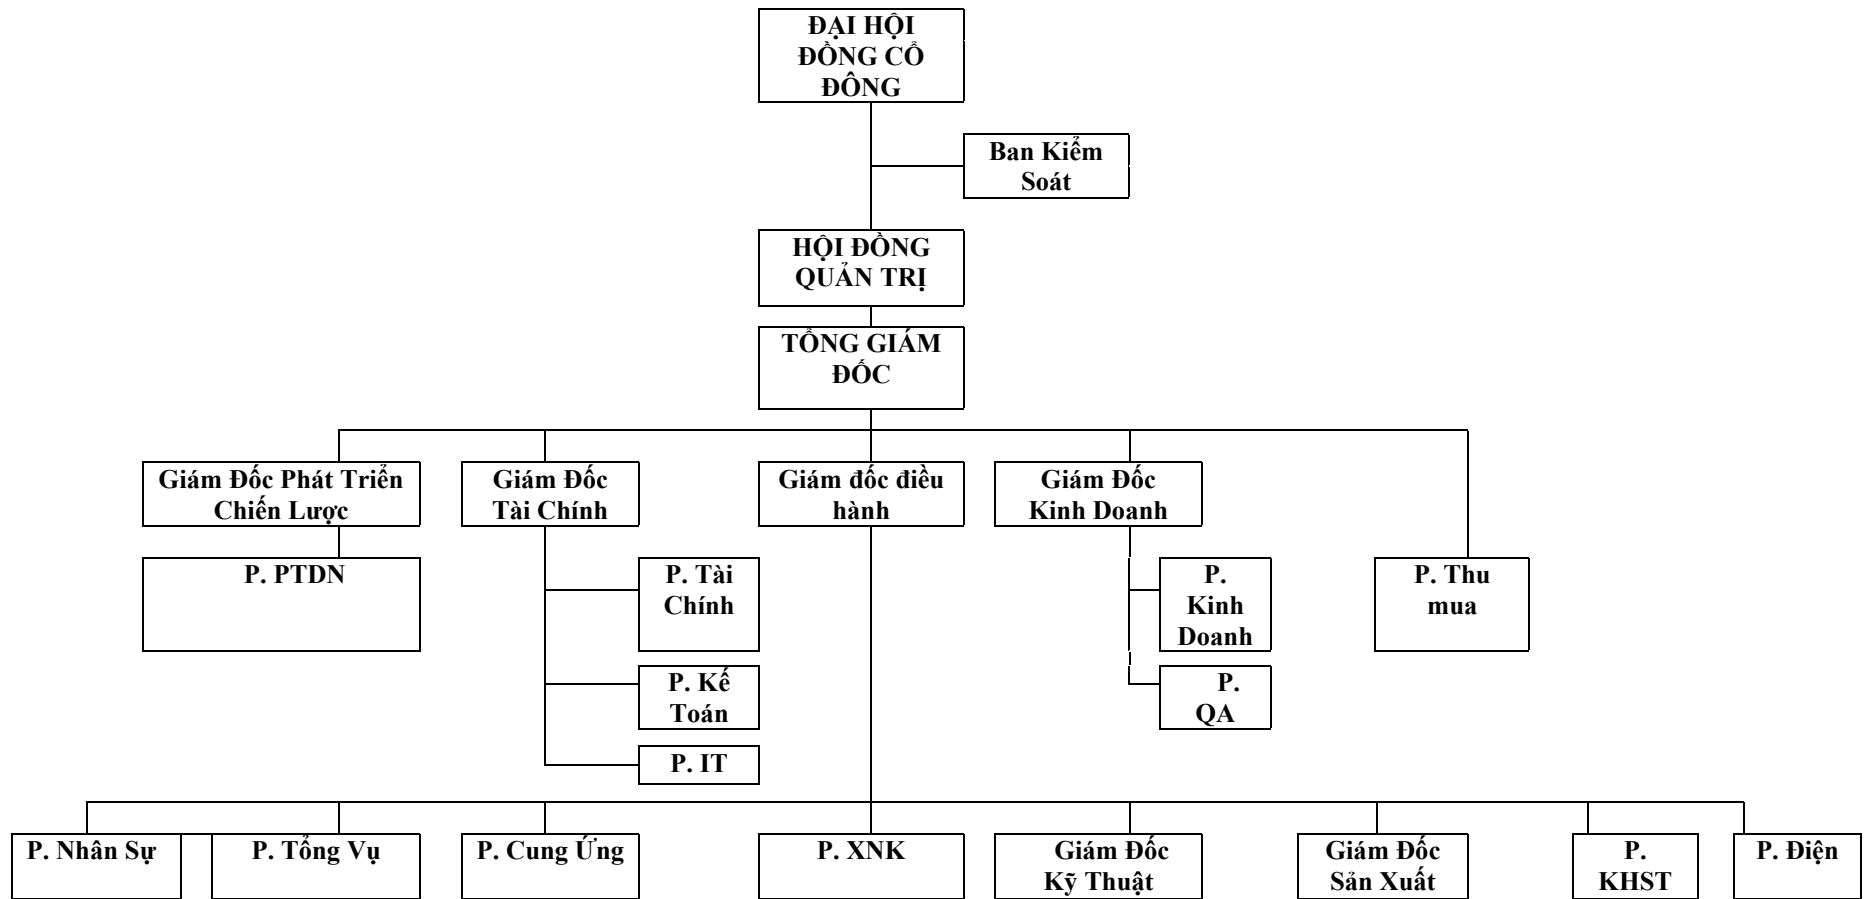 ĐẠI HỘI
ĐỒNG CỔ
ĐÔNG
Ban Kiểm
Soát
HỘI ĐỒNG
QUẢN TRỊ
TỔNG GIÁM
ĐỐC
Giám Đốc Phát Triển
Chiến Lược
Giám Đốc
Tài Chính
Giám đốc điều
hành
Giám Đốc
Kinh Doanh
P. PTDN
P. Tài
Chính
P.
Kinh
Doanh
P. Thu
mua
P. Kế
Toán
P.
QA
P. IT
P. Nhân Sự
P. Tổng Vụ
P. Cung Ứng
P. XNK
Giám Đốc
Kỹ Thuật
Giám Đốc
Sản Xuất
P.
KHST
P. Điện